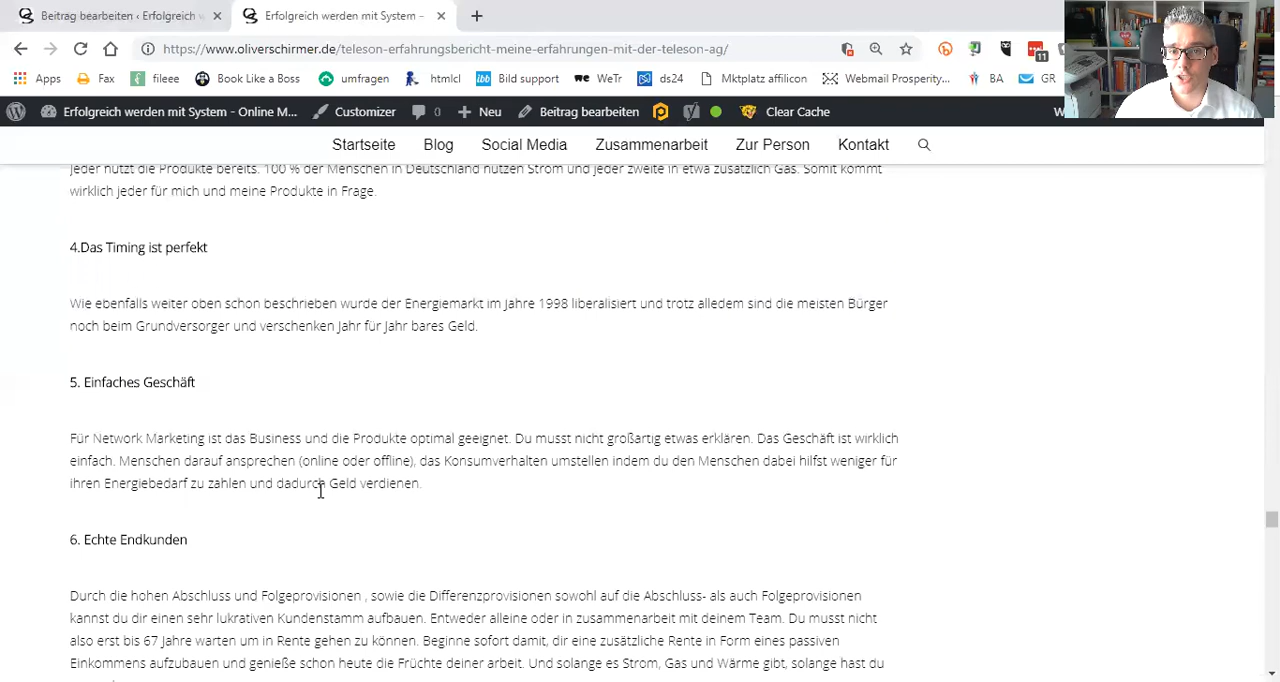 Beitrag bearbeiten ‹ Erfolgreich
Erfolgreich werden mit System –
https://www.oliverschirmer.de/teleson-erfahrungsbericht-meine-erfahrungen-mit-der-teleson-ag/
11
Apps Fax fileee Book Like a Boss umfragen htmlcl Bild support WeTr ds24 Mktplatz affilicon Webmail Prosperity... BA GR
Erfolgreich werden mit System - Online M... Customizer 0 Neu Beitrag bearbeiten Clear Cache
Startseite Blog Social Media Zusammenarbeit Zur Person Kontakt
jeder nutzt die Produkte bereits. 100 % der Menschen in Deutschland nutzen Strom und jeder zweite in etwa zusätzlich Gas. Somit kommt
wirklich jeder für mich und meine Produkte in Frage.
4.Das Timing ist perfekt
Wie ebenfalls weiter oben schon beschrieben wurde der Energiemarkt im Jahre 1998 liberalisiert und trotz alledem sind die meisten Bürger
noch beim Grundversorger und verschenken Jahr für Jahr bares Geld.
5. Einfaches Geschäft
Für Network Marketing ist das Business und die Produkte optimal geeignet. Du musst nicht großartig etwas erklären. Das Geschäft ist wirklich
einfach. Menschen darauf ansprechen (online oder offline), das Konsumverhalten umstellen indem du den Menschen dabei hilfst weniger für
ihren Energiebedarf zu zahlen und dadurch Geld verdienen.
6. Echte Endkunden
Durch die hohen Abschluss und Folgeprovisionen , sowie die Differenzprovisionen sowohl auf die Abschluss- als auch Folgeprovisionen
kannst du dir einen sehr lukrativen Kundenstamm aufbauen. Entweder alleine oder in zusammenarbeit mit deinem Team. Du musst nicht
also erst bis 67 Jahre warten um in Rente gehen zu können. Beginne sofort damit, dir eine zusätzliche Rente in Form eines passiven
Einkommens aufzubauen und genieße schon heute die Früchte deiner arbeit. Und solange es Strom, Gas und Wärme gibt, solange hast du